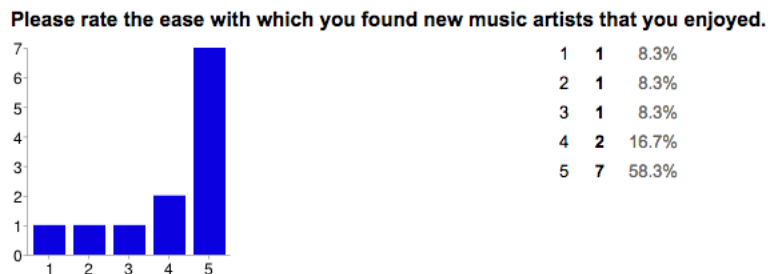 Please rate the ease with which you found new music artists that you enjoyed.
7
6
5
4
3
2
1
0
1 2 3 4 5
1 1 8.3%
2 1 8.3%
3 1 8.3%
4 2 16.7%
5 7 58.3%